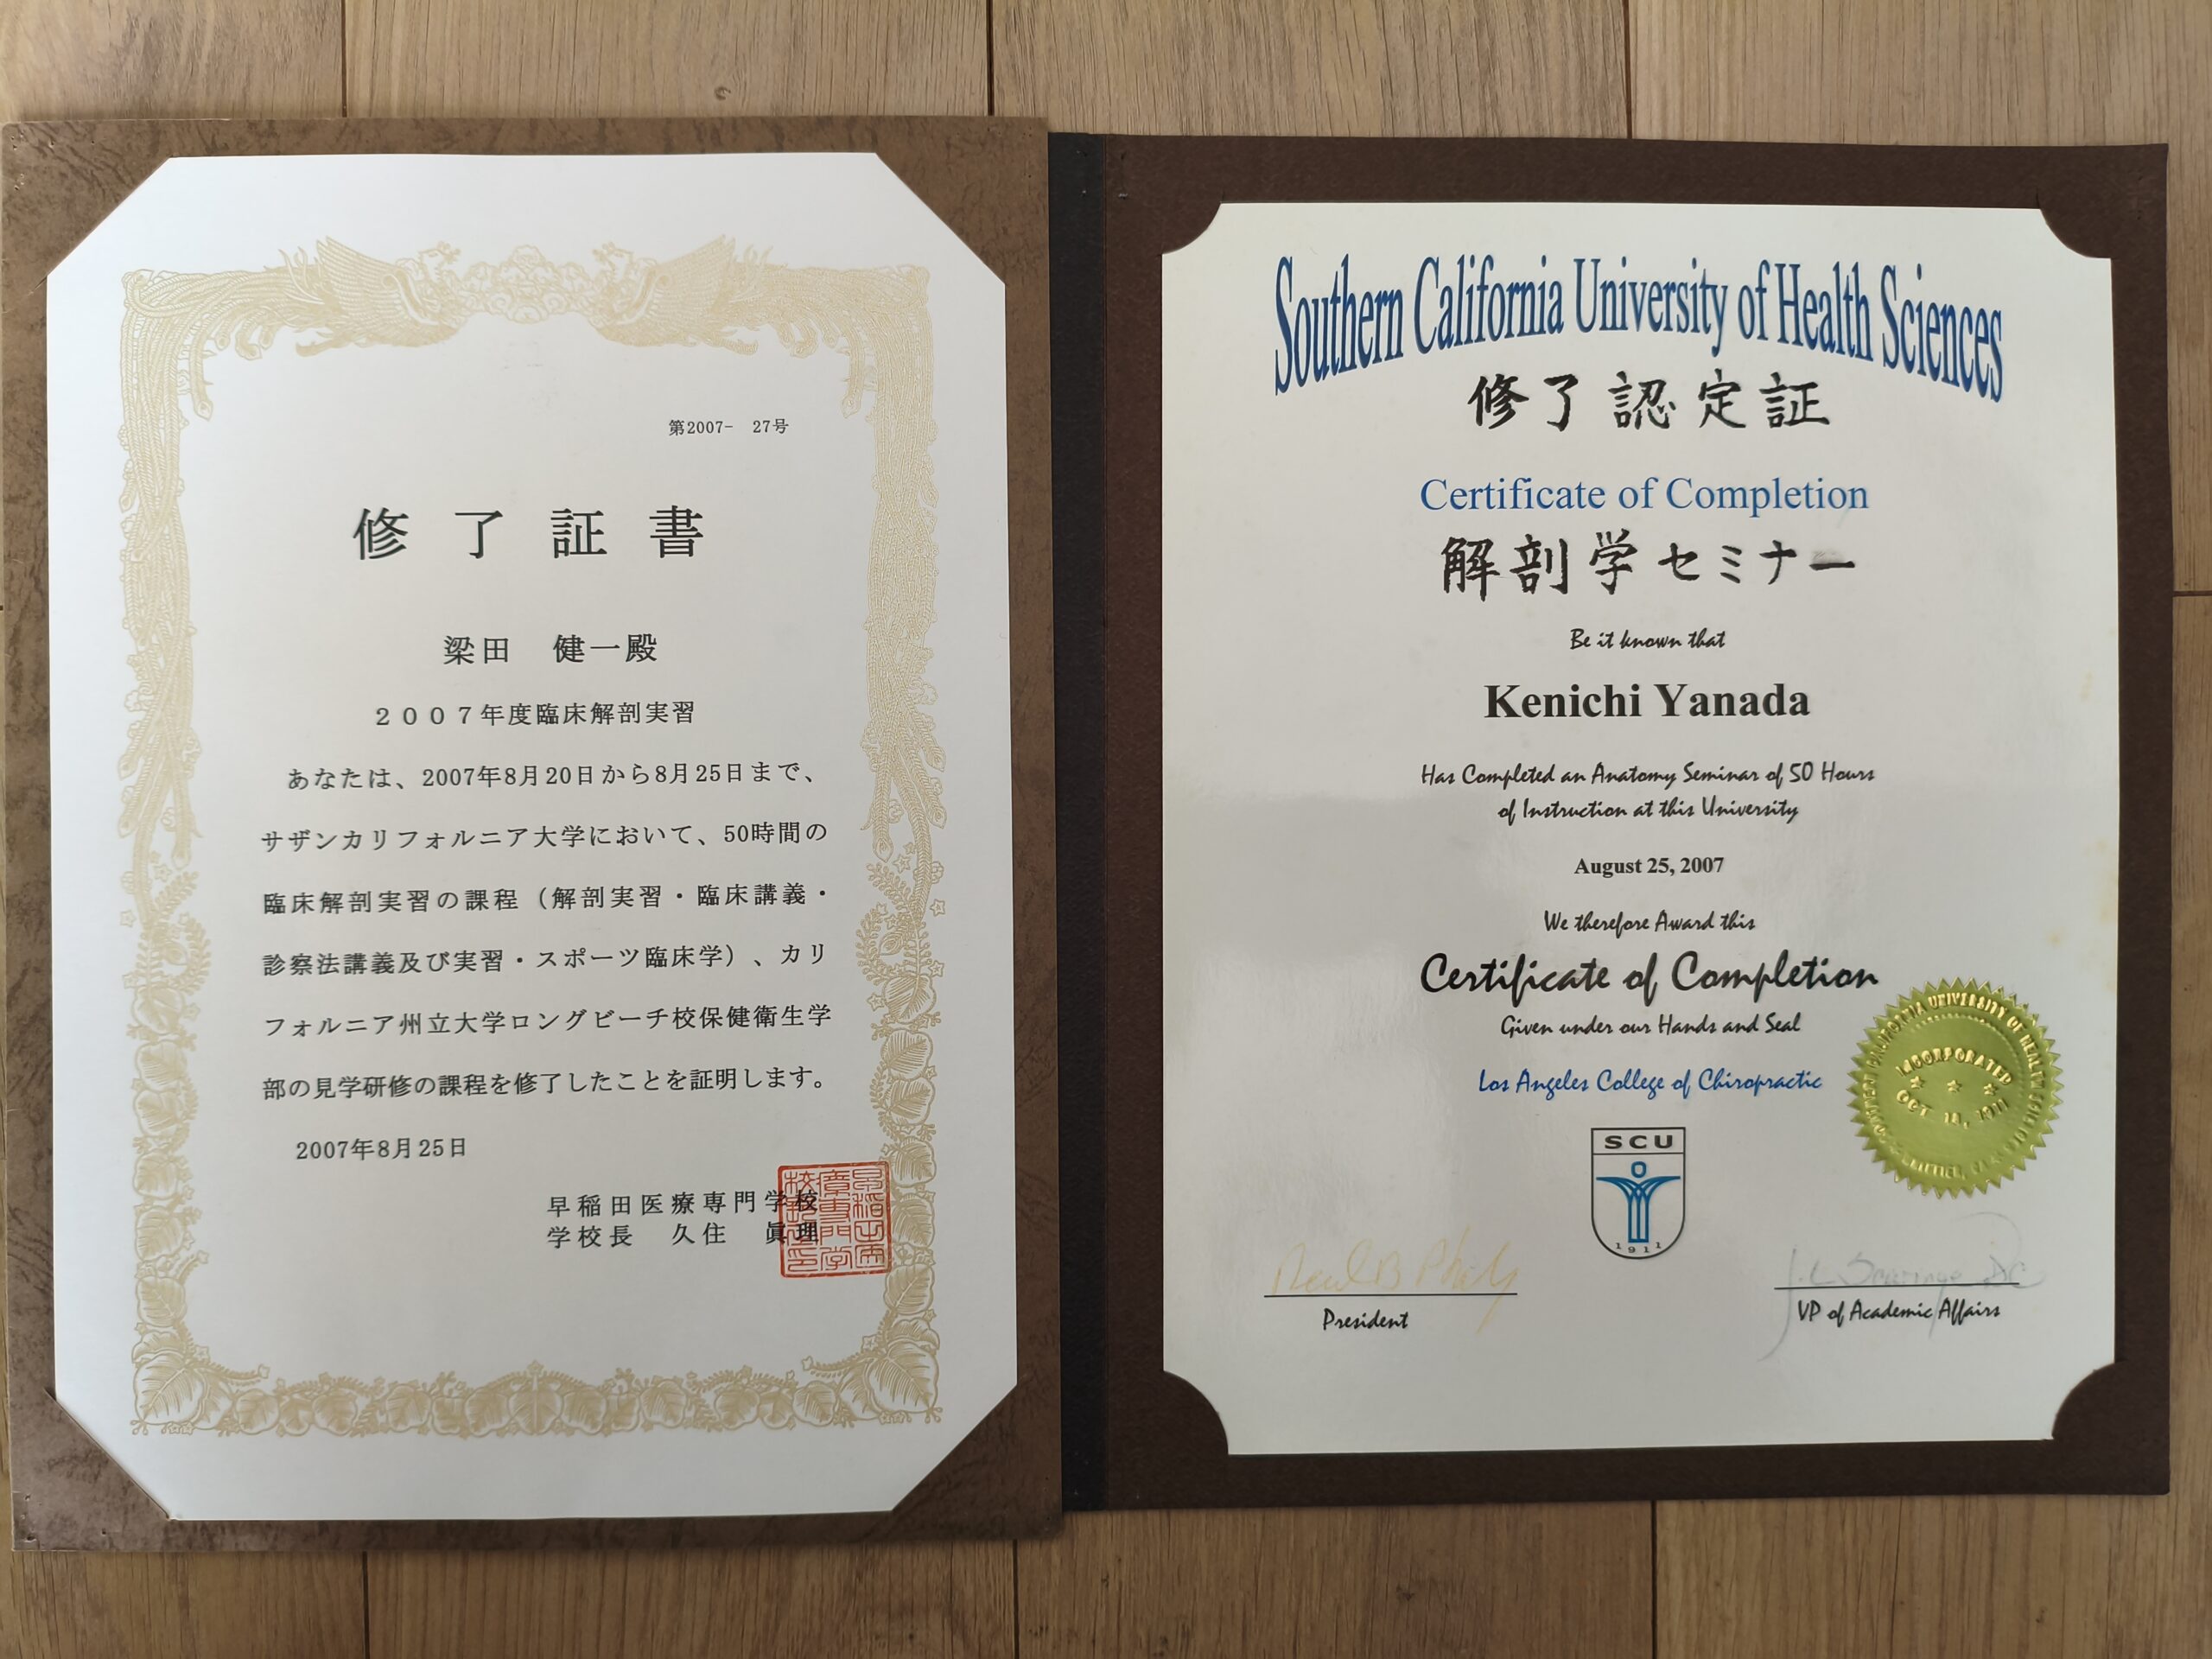 第2007- 27号
修了証書
梁田 健一殿
2007年度臨床解剖実習
あなたは、2007年8月20日から8月25日まで、
サザンカリフォルニア大学において、50時間の
臨床解剖実習の課程（解剖実習・臨床講義・
診察法講義及び実習・スポーツ臨床学）、カリ
フォルニア州立大学ロングビーチ校保健衛生学
部の見学研修の課程を修了したことを証明します。
2007年8月25日
早稲田医療専門学校
学校長 久住 眞理
Southern California University of Health Sciences
修了認定証
Certificate of Completion
解剖学セミナー
Be it known that
Kenichi Yanada
Has Completed an Anatomy Seminar of 50 Hours
of Instruction at this University
August 25, 2007
We therefore Award this
Certificate of Completion
Given under our Hands and Seal
Los Angeles College of Chiropractic
INCORPORATED
OCT 14, 1911
SCU
1911
President
VP of Academic Affairs